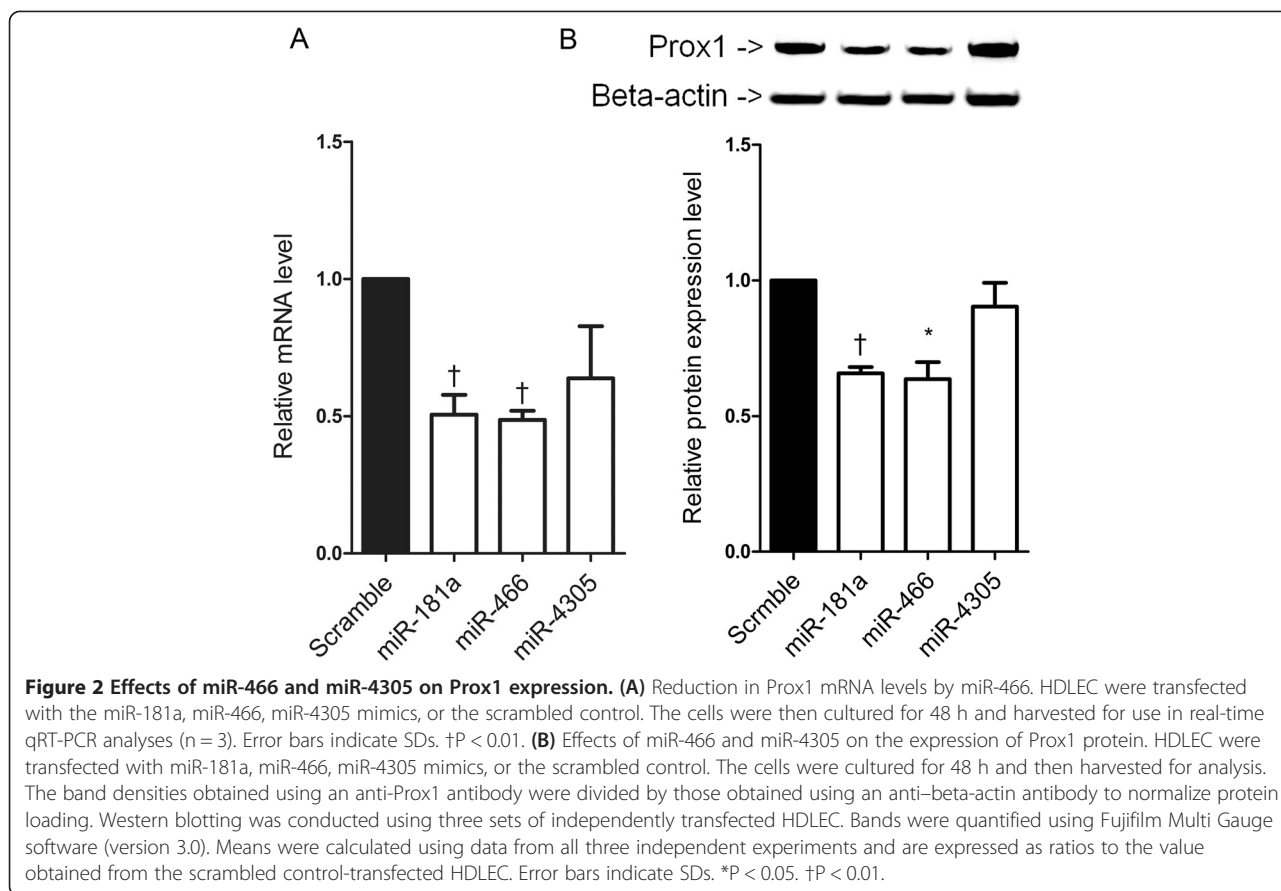 A
B
Prox1 ->
Beta-actin ->
1.5
1.0
0.5
0.0
Relative mRNA level
†
†
Scramble
miR-181a
miR-466
miR-4305
1.5
1.0
0.5
0.0
Relative protein expression level
†
*
Scrmble
miR-181a
miR-466
miR-4305
Figure 2 Effects of miR-466 and miR-4305 on Prox1 expression. (A) Reduction in Prox1 mRNA levels by miR-466. HDLEC were transfected
with the miR-181a, miR-466, miR-4305 mimics, or the scrambled control. The cells were then cultured for 48 h and harvested for use in real-time
qRT-PCR analyses (n = 3). Error bars indicate SDs. †P < 0.01. (B) Effects of miR-466 and miR-4305 on the expression of Prox1 protein. HDLEC were
transfected with miR-181a, miR-466, miR-4305 mimics, or the scrambled control. The cells were cultured for 48 h and then harvested for analysis.
The band densities obtained using an anti-Prox1 antibody were divided by those obtained using an anti–beta-actin antibody to normalize protein
loading. Western blotting was conducted using three sets of independently transfected HDLEC. Bands were quantified using Fujifilm Multi Gauge
software (version 3.0). Means were calculated using data from all three independent experiments and are expressed as ratios to the value
obtained from the scrambled control-transfected HDLEC. Error bars indicate SDs. *P < 0.05. †P < 0.01.